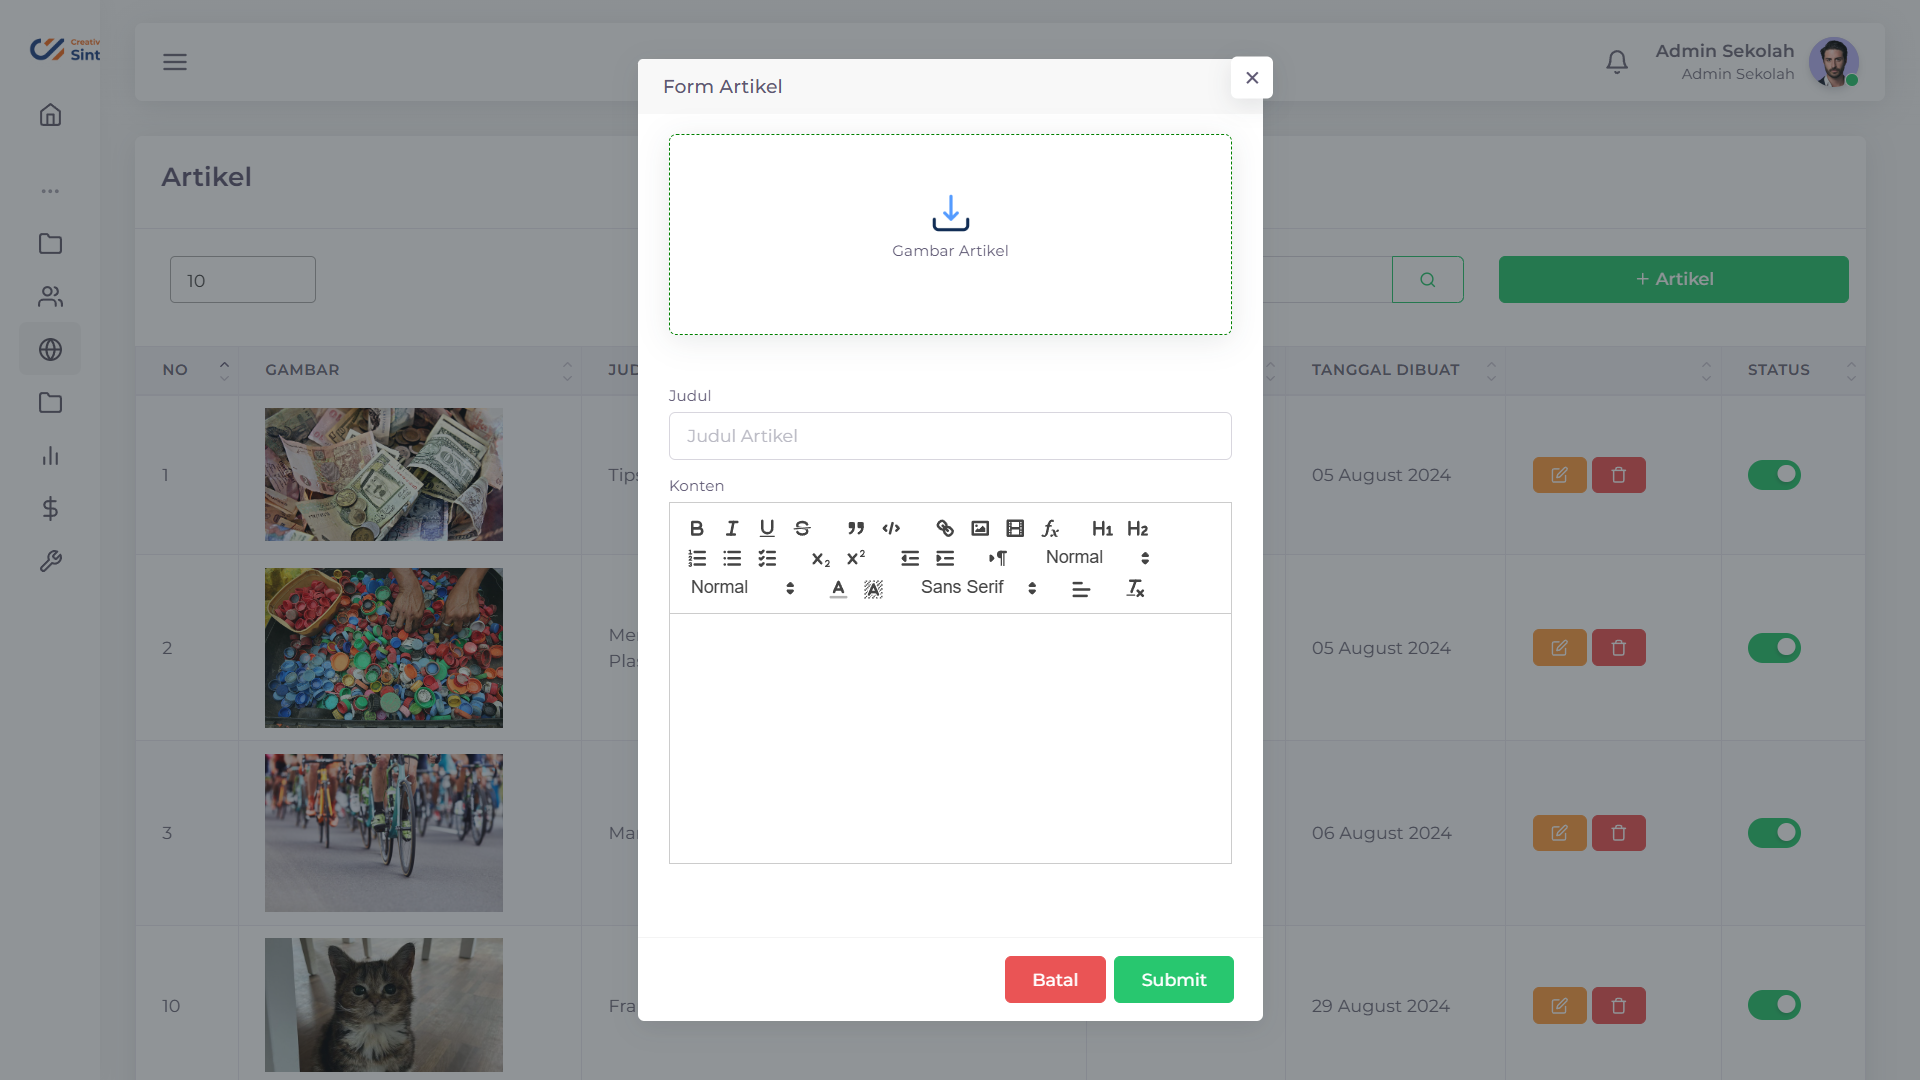 Creativ
Sint
Admin Sekolah
Admin Sekolah
Form Artikel
Artikel
Gambar Artikel
10
+ Artikel
NO
GAMBAR
JUD
TANGGAL DIBUAT
STATUS
Judul
Judul Artikel
1
Tips
05 August 2024
Konten
Normal
Normal
Sans Serif
2
Me
Plas
05 August 2024
3
Mar
06 August 2024
10
Fra
29 August 2024
Batal
Submit